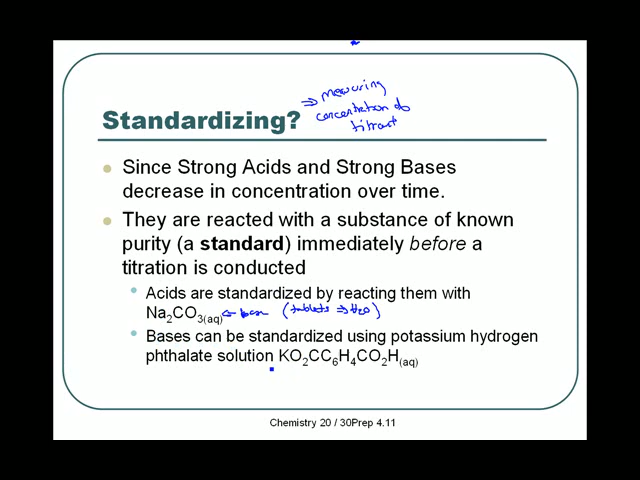 Standardizing?
⇒ measuring
concentration of
titrant
Since Strong Acids and Strong Bases
decrease in concentration over time.
They are reacted with a substance of known
purity (a standard) immediately before a
titration is conducted
Acids are standardized by reacting them with
Na₂CO₃(aq) ← base (tablets ⇒ H₂O)
Bases can be standardized using potassium hydrogen
phthalate solution KO₂CC₆H₄CO₂H(aq)
Chemistry 20 / 30Prep 4.11